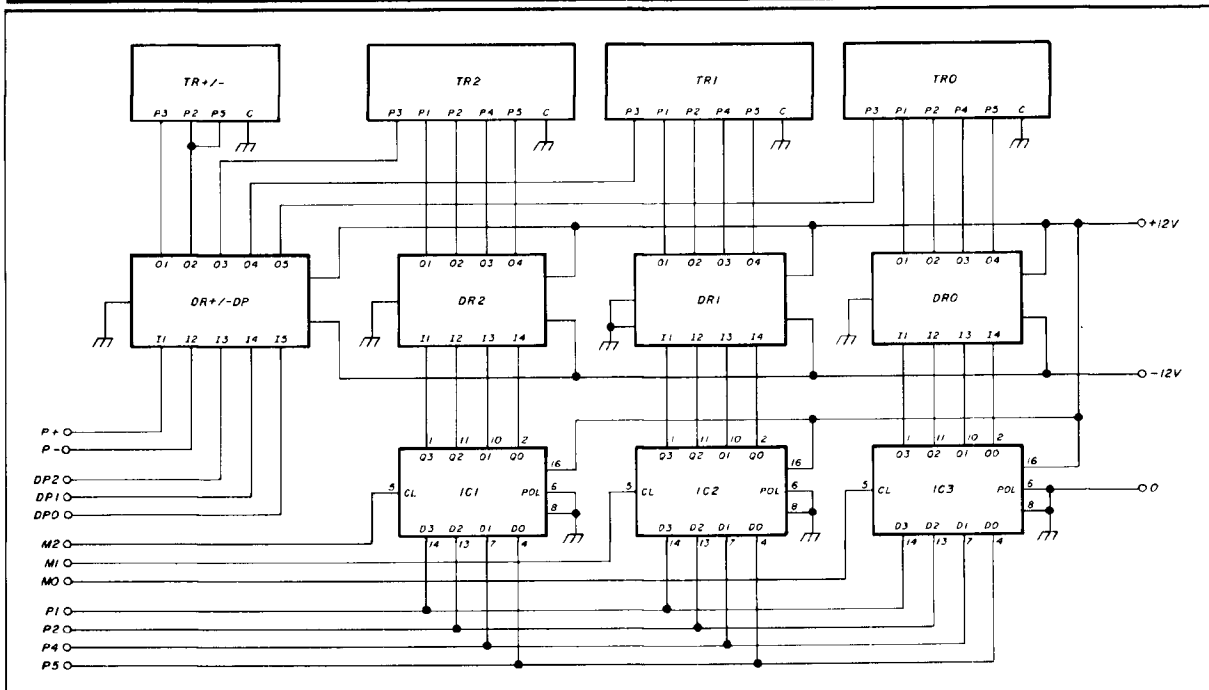 TR+/- TR2 TR1 TR0
P3 P2 P5 C P3 P1 P2 P4 P5 C P3 P1 P2 P4 P5 C P3 P1 P2 P4 P5 C
+12V
O1 O2 O3 O4 O5 O1 O2 O3 O4 O1 O2 O3 O4 O1 O2 O3 O4
DR+/-DP DR2 DR1 DR0
I1 I2 I3 I4 I5 I1 I2 I3 I4 I1 I2 I3 I4 I1 I2 I3 I4
-12V
P+
P-
1 11 10 2 1 11 10 2 1 11 10 2
Q3 Q2 Q1 Q0 16 Q3 Q2 Q1 Q0 16 Q3 Q2 Q1 Q0 16
DP2
5 CL IC1 POL 6 5 CL IC2 POL 6 5 CL IC3 POL 6 0
DP1
8 8 8
DP0
D3 D2 D1 D0 D3 D2 D1 D0 D3 D2 D1 D0
14 13 7 4 14 13 7 4 14 13 7 4
M2
M1
M0
P1
P2
P4
P5